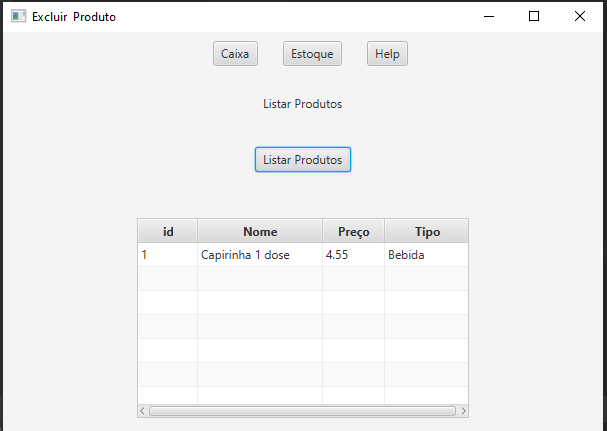 Excluir Produto
Caixa Estoque Help
Listar Produtos
Listar Produtos
id Nome Preço Tipo
1 Capirinha 1 dose 4.55 Bebida